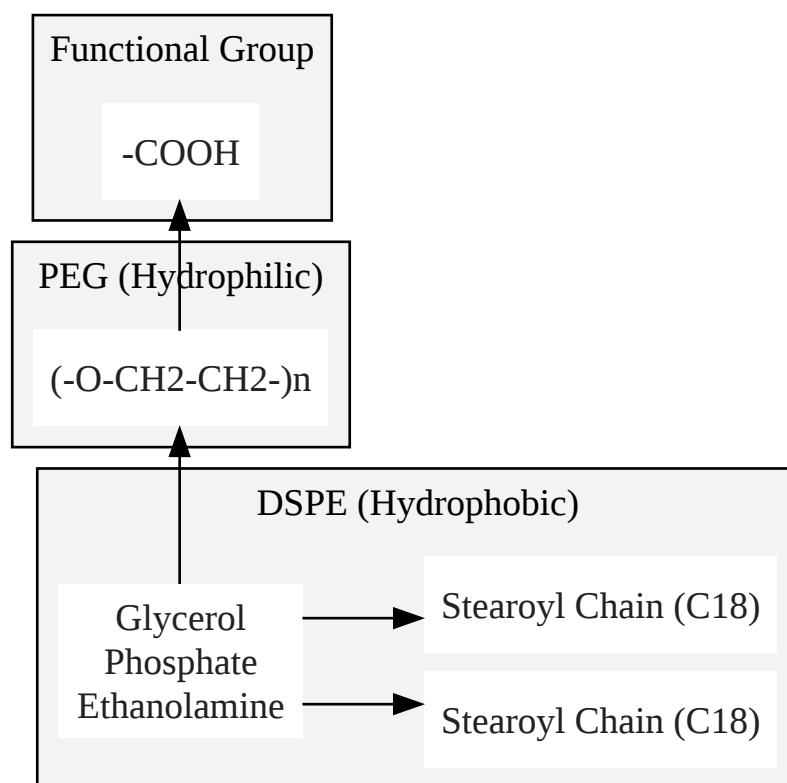 Functional Group
-COOH
PEG (Hydrophilic)
(-O-CH2-CH2-)n
DSPE (Hydrophobic)
Glycerol
Phosphate
Ethanolamine
Stearoyl Chain (C18)
Stearoyl Chain (C18)